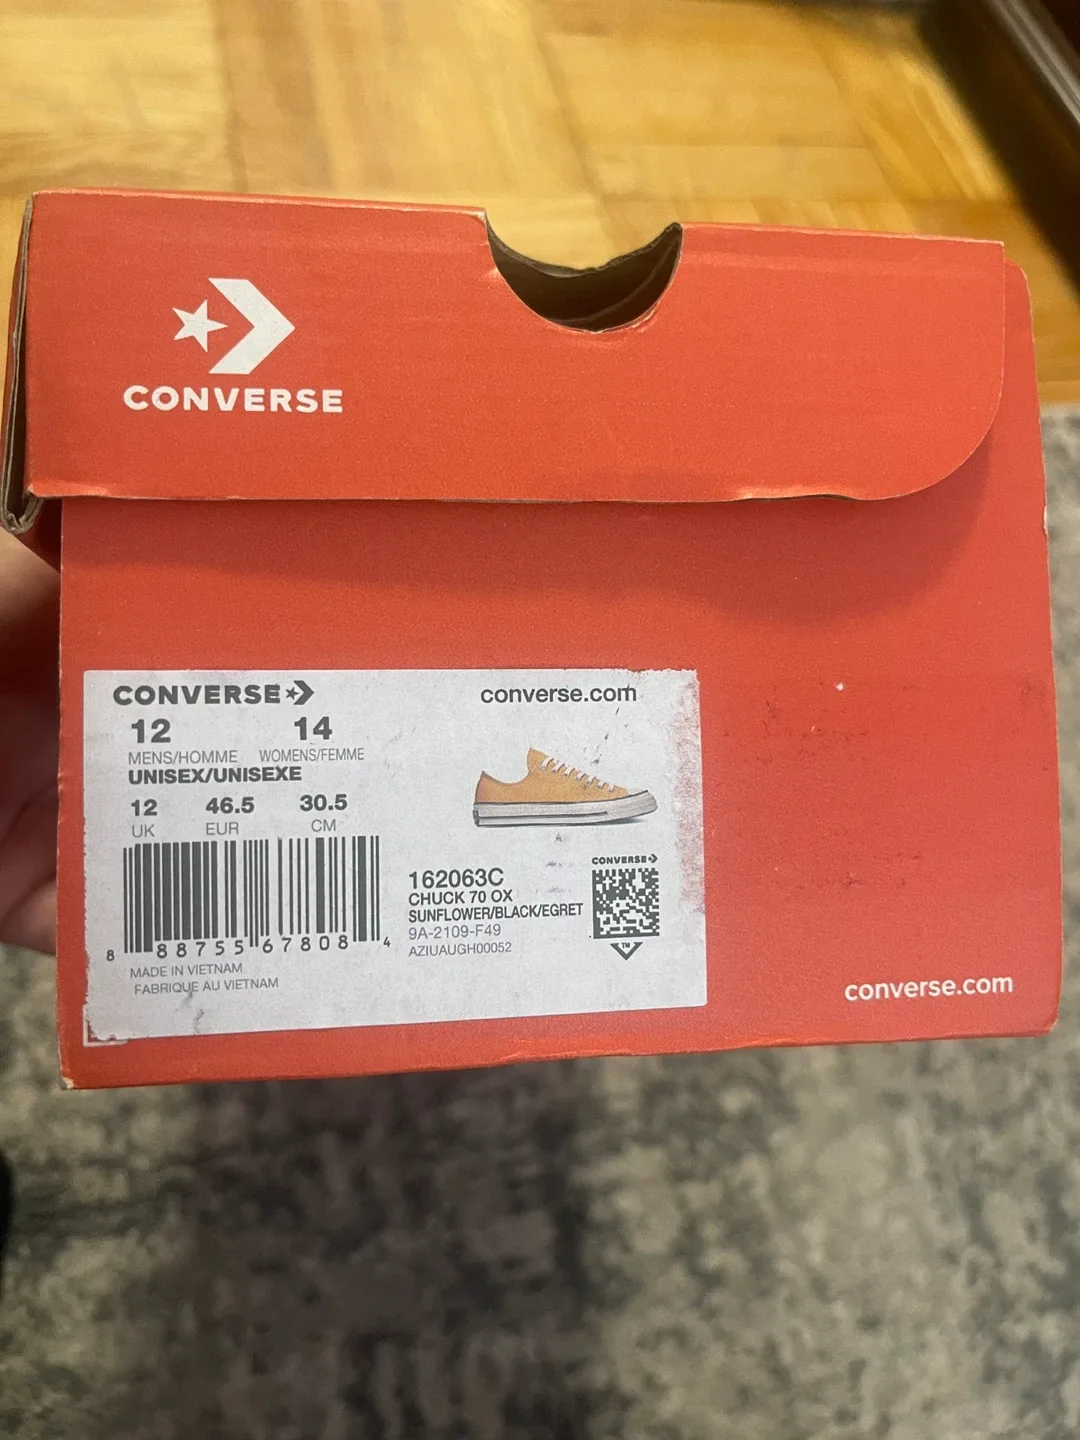 CONVERSE
CONVERSE
converse.com
12 14
MENS/HOMME WOMENS/FEMME
UNISEX/UNISEXE
12 46.5 30.5
UK EUR CM
CONVERSE
162063C
CHUCK 70 OX
SUNFLOWER/BLACK/EGRET
9A-2109-F49
AZIUAUGH00052
8 88755 67808 4
MADE IN VIETNAM
FABRIQUE AU VIETNAM
TM
converse.com